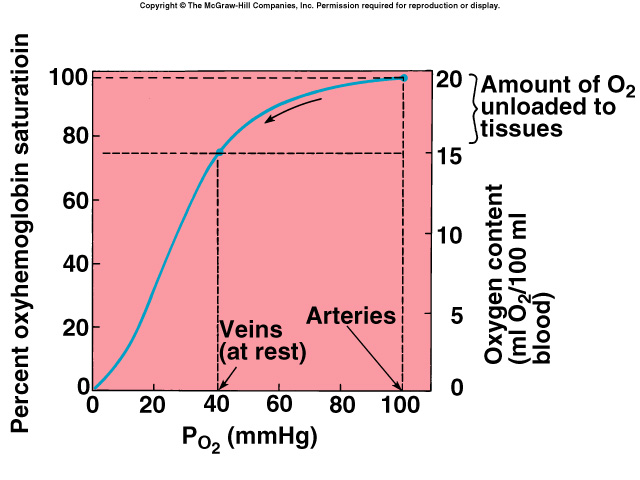 Copyright © The McGraw-Hill Companies, Inc. Permission required for reproduction or display.
Percent oxyhemoglobin saturatioin
100
80
60
40
20
0
0 20 40 60 80 100
P O₂ (mmHg)
Veins
(at rest)
Arteries
20
15
10
5
0
Amount of O₂
unloaded to
tissues
Oxygen content
(ml O₂/100 ml
blood)